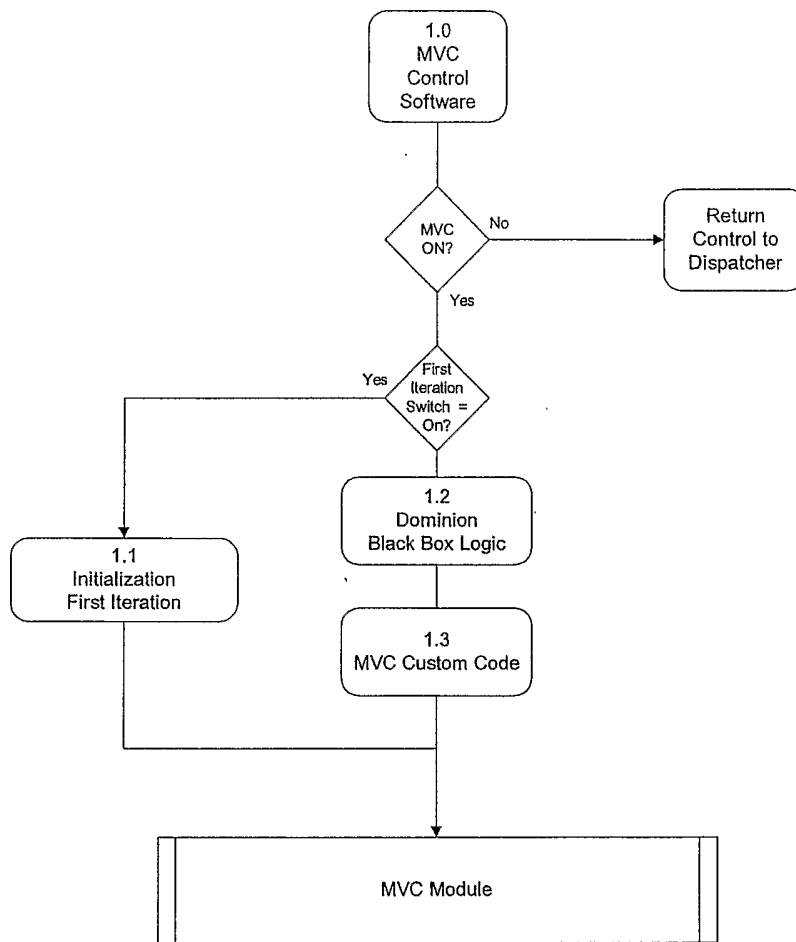 1.0
MVC
Control
Software
MVC
ON?
No
Return
Control to
Dispatcher
Yes
First
Iteration
Switch =
On?
Yes
1.2
Dominion
Black Box Logic
1.1
Initialization
First Iteration
1.3
MVC Custom Code
MVC Module